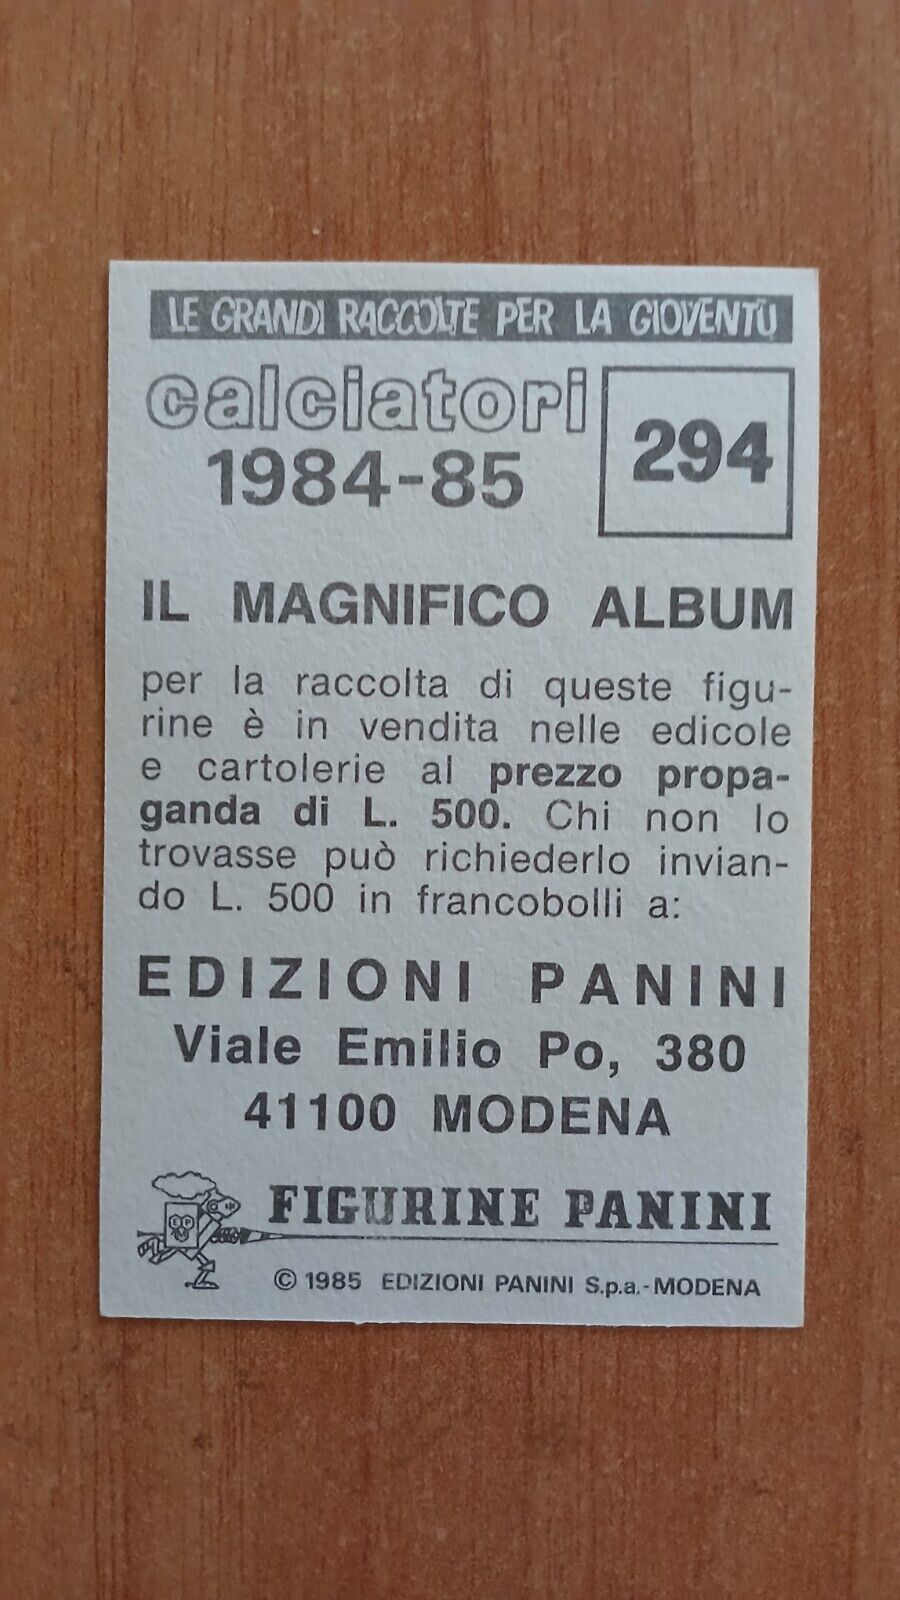 LE GRANDI RACCOLTE PER LA GIOVENTÙ
calciatori
1984-85
294
IL MAGNIFICO ALBUM
per la raccolta di queste figu-
rine è in vendita nelle edicole
e cartolerie al prezzo propa-
ganda di L. 500. Chi non lo
trovasse può richiederlo invian-
do L. 500 in francobolli a:
EDIZIONI PANINI
Viale Emilio Po, 380
41100 MODENA
FIGURINE PANINI
© 1985 EDIZIONI PANINI S.p.a.-MODENA